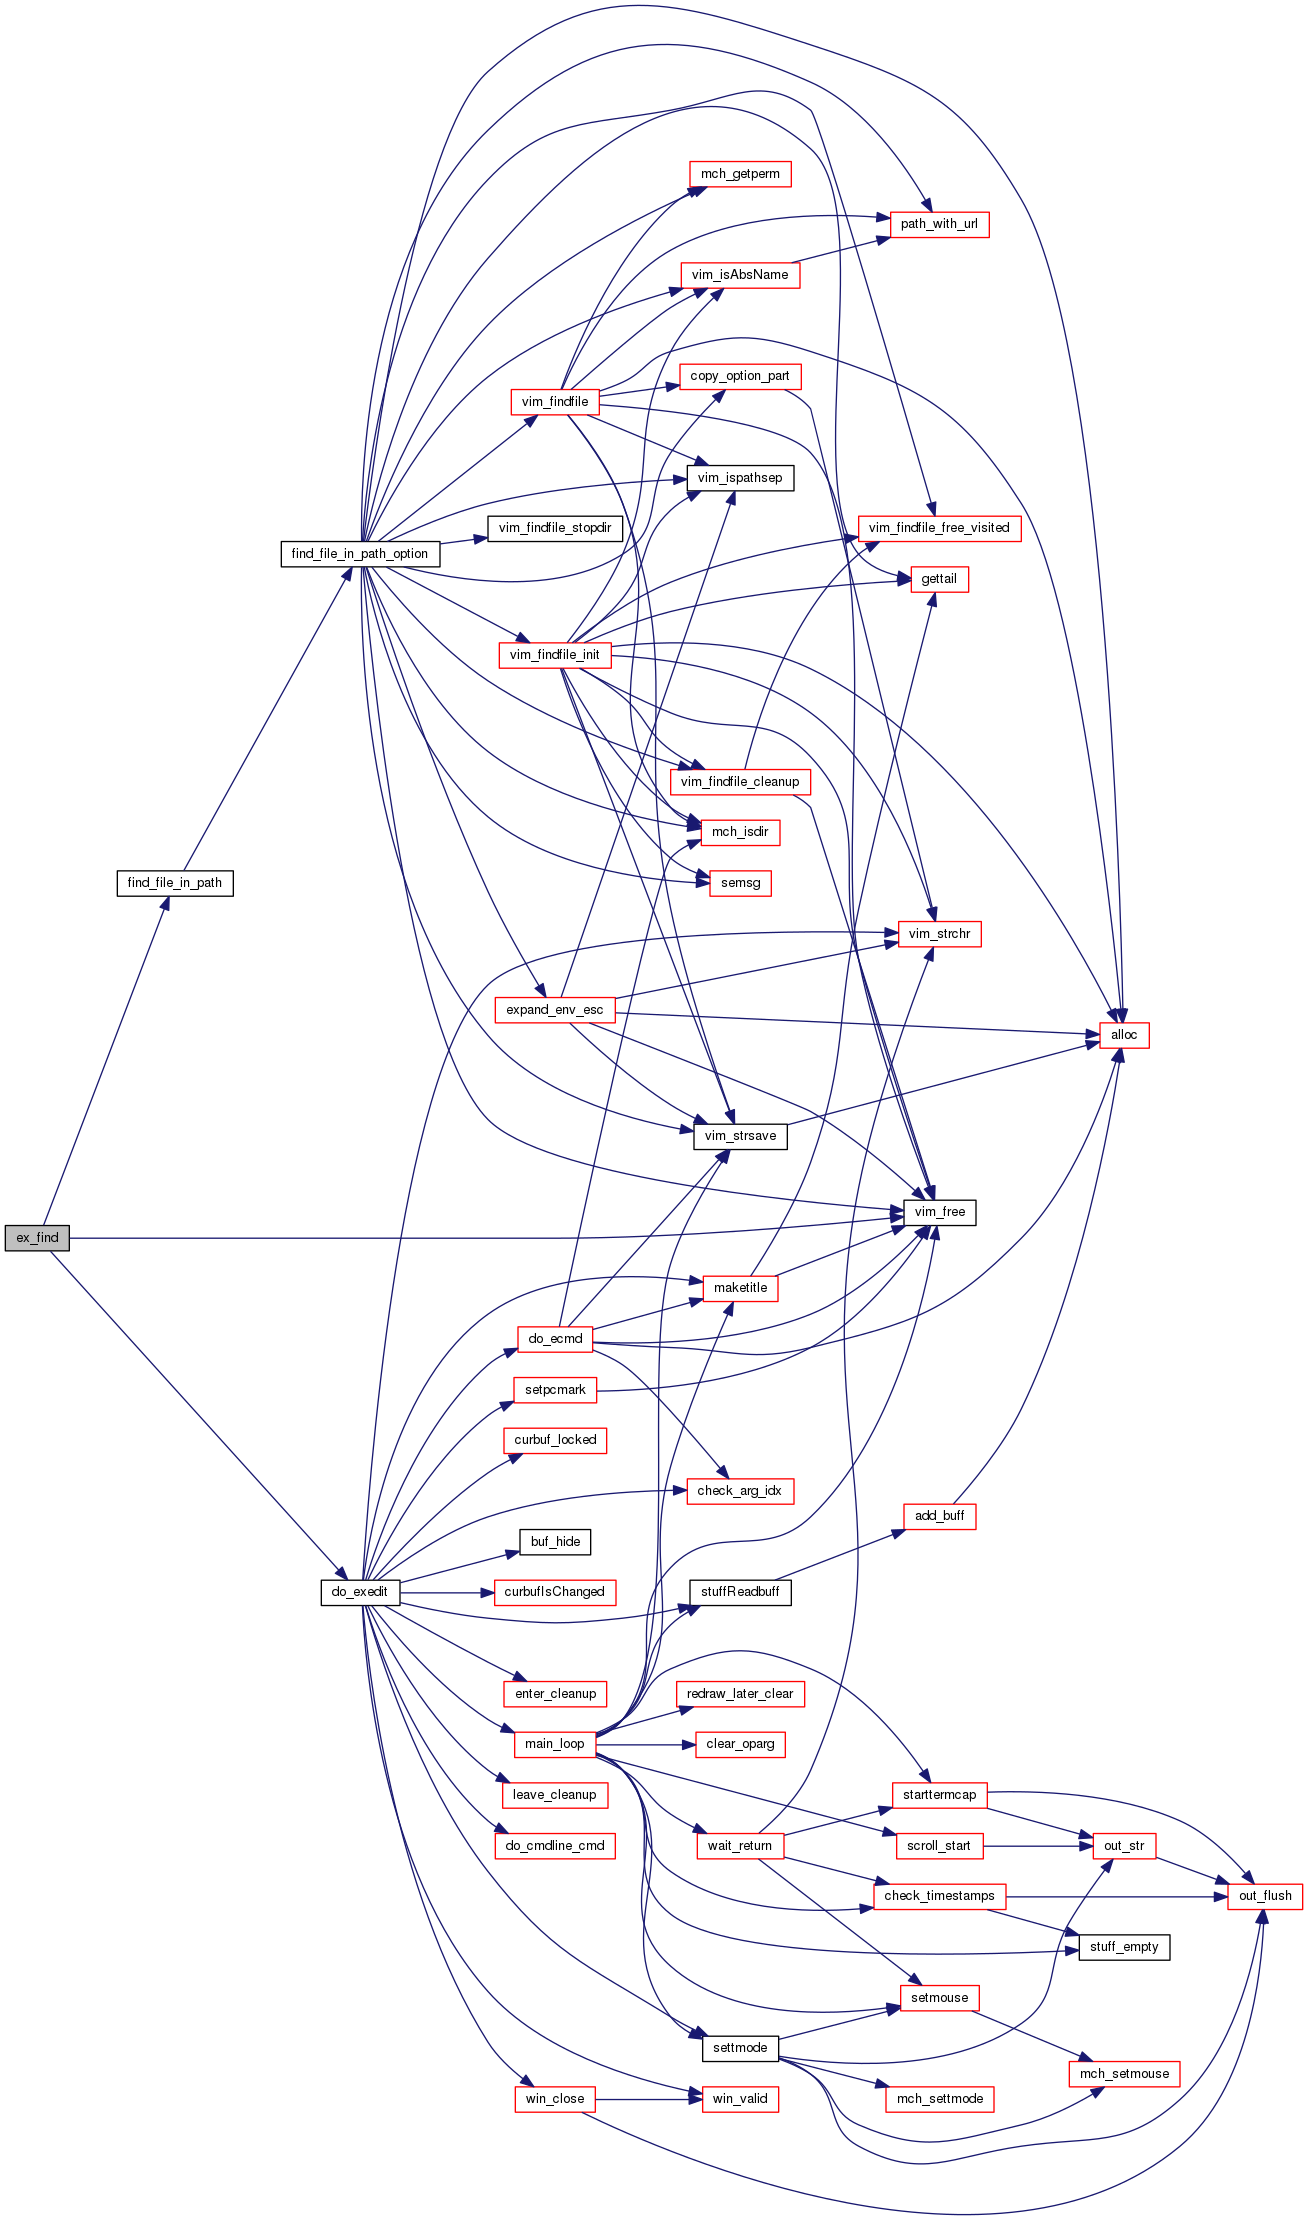 mch_getperm
path_with_url
vim_isAbsName
copy_option_part
vim_findfile
vim_ispathsep
vim_findfile_stopdir
vim_findfile_free_visited
find_file_in_path_option
gettail
vim_findfile_init
vim_findfile_cleanup
mch_isdir
find_file_in_path
semsg
vim_strchr
expand_env_esc
alloc
vim_strsave
vim_free
ex_find
maketitle
do_ecmd
setpcmark
curbuf_locked
check_arg_idx
add_buff
buf_hide
do_exedit
curbufIsChanged
stuffReadbuff
enter_cleanup
redraw_later_clear
main_loop
clear_oparg
leave_cleanup
starttermcap
do_cmdline_cmd
wait_return
scroll_start
out_str
check_timestamps
out_flush
stuff_empty
setmouse
settmode
mch_setmouse
win_close
win_valid
mch_settmode